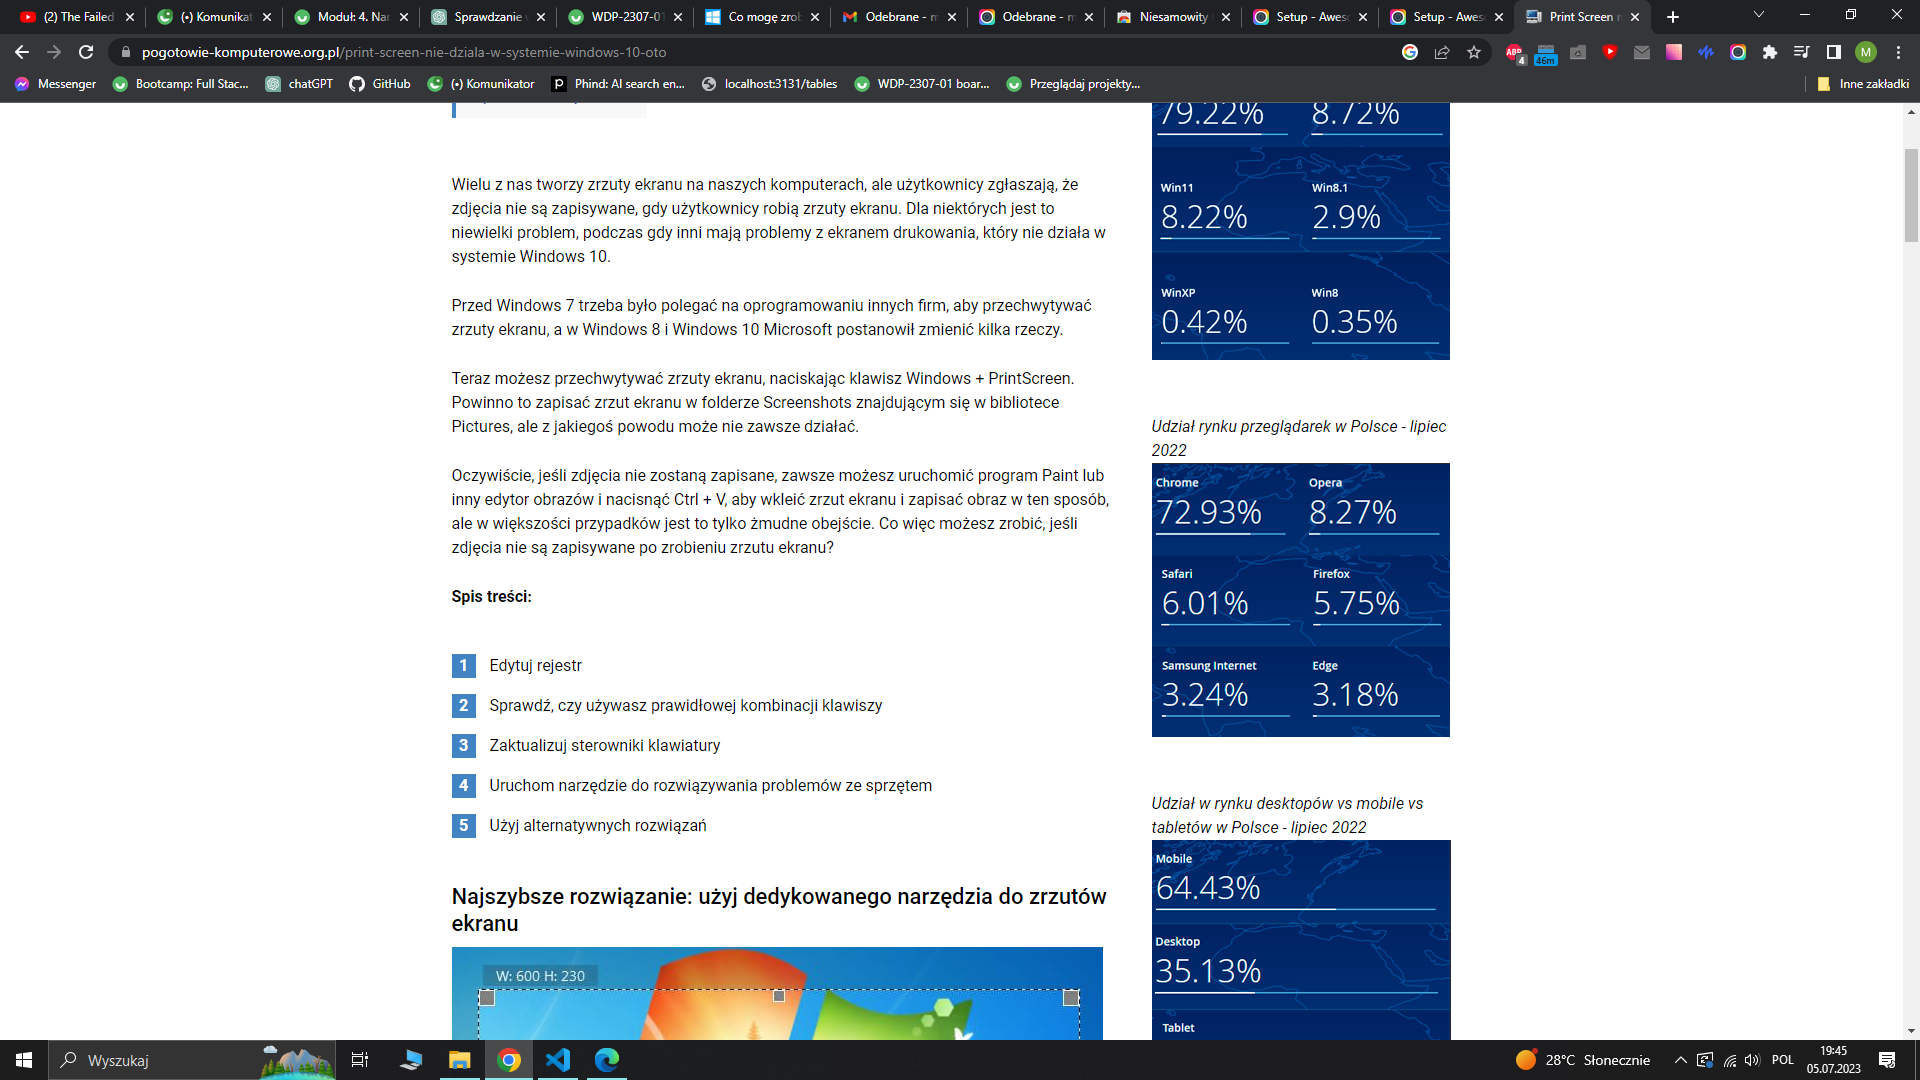 (2) The Failed
(•) Komunikat
Moduł: 4. Nar
Sprawdzanie
WDP-2307-01
Co mogę zrob
Odebrane - m
Odebrane - m
Niesamowity
Setup - Awes
Setup - Awes
Print Screen n
pogotowie-komputerowe.org.pl/print-screen-nie-dziala-w-systemie-windows-10-oto
ABP
4
46m
M
Messenger
Bootcamp: Full Stac...
chatGPT
GitHub
(•) Komunikator
Phind: AI search en...
localhost:3131/tables
WDP-2307-01 boar...
Przeglądaj projekty...
Inne zakładki
Wielu z nas tworzy zrzuty ekranu na naszych komputerach, ale użytkownicy zgłaszają, że
zdjęcia nie są zapisywane, gdy użytkownicy robią zrzuty ekranu. Dla niektórych jest to
niewielki problem, podczas gdy inni mają problemy z ekranem drukowania, który nie działa w
systemie Windows 10.
Przed Windows 7 trzeba było polegać na oprogramowaniu innych firm, aby przechwytywać
zrzuty ekranu, a w Windows 8 i Windows 10 Microsoft postanowił zmienić kilka rzeczy.
Teraz możesz przechwytywać zrzuty ekranu, naciskając klawisz Windows + PrintScreen.
Powinno to zapisać zrzut ekranu w folderze Screenshots znajdującym się w bibliotece
Pictures, ale z jakiegoś powodu może nie zawsze działać.
Oczywiście, jeśli zdjęcia nie zostaną zapisane, zawsze możesz uruchomić program Paint lub
inny edytor obrazów i nacisnąć Ctrl + V, aby wkleić zrzut ekranu i zapisać obraz w ten sposób,
ale w większości przypadków jest to tylko żmudne obejście. Co więc możesz zrobić, jeśli
zdjęcia nie są zapisywane po zrobieniu zrzutu ekranu?
Spis treści:
1 Edytuj rejestr
2 Sprawdź, czy używasz prawidłowej kombinacji klawiszy
3 Zaktualizuj sterowniki klawiatury
4 Uruchom narzędzie do rozwiązywania problemów ze sprzętem
5 Użyj alternatywnych rozwiązań
Najszybsze rozwiązanie: użyj dedykowanego narzędzia do zrzutów
ekranu
W: 600 H: 230
79.22% 8.72%
Win11 Win8.1
8.22% 2.9%
WinXP Win8
0.42% 0.35%
Udział rynku przeglądarek w Polsce - lipiec
2022
Chrome Opera
72.93% 8.27%
Safari Firefox
6.01% 5.75%
Samsung Internet Edge
3.24% 3.18%
Udział w rynku desktopów vs mobile vs
tabletów w Polsce - lipiec 2022
Mobile
64.43%
Desktop
35.13%
Tablet
Wyszukaj
28°C Słonecznie
POL
19:45
05.07.2023